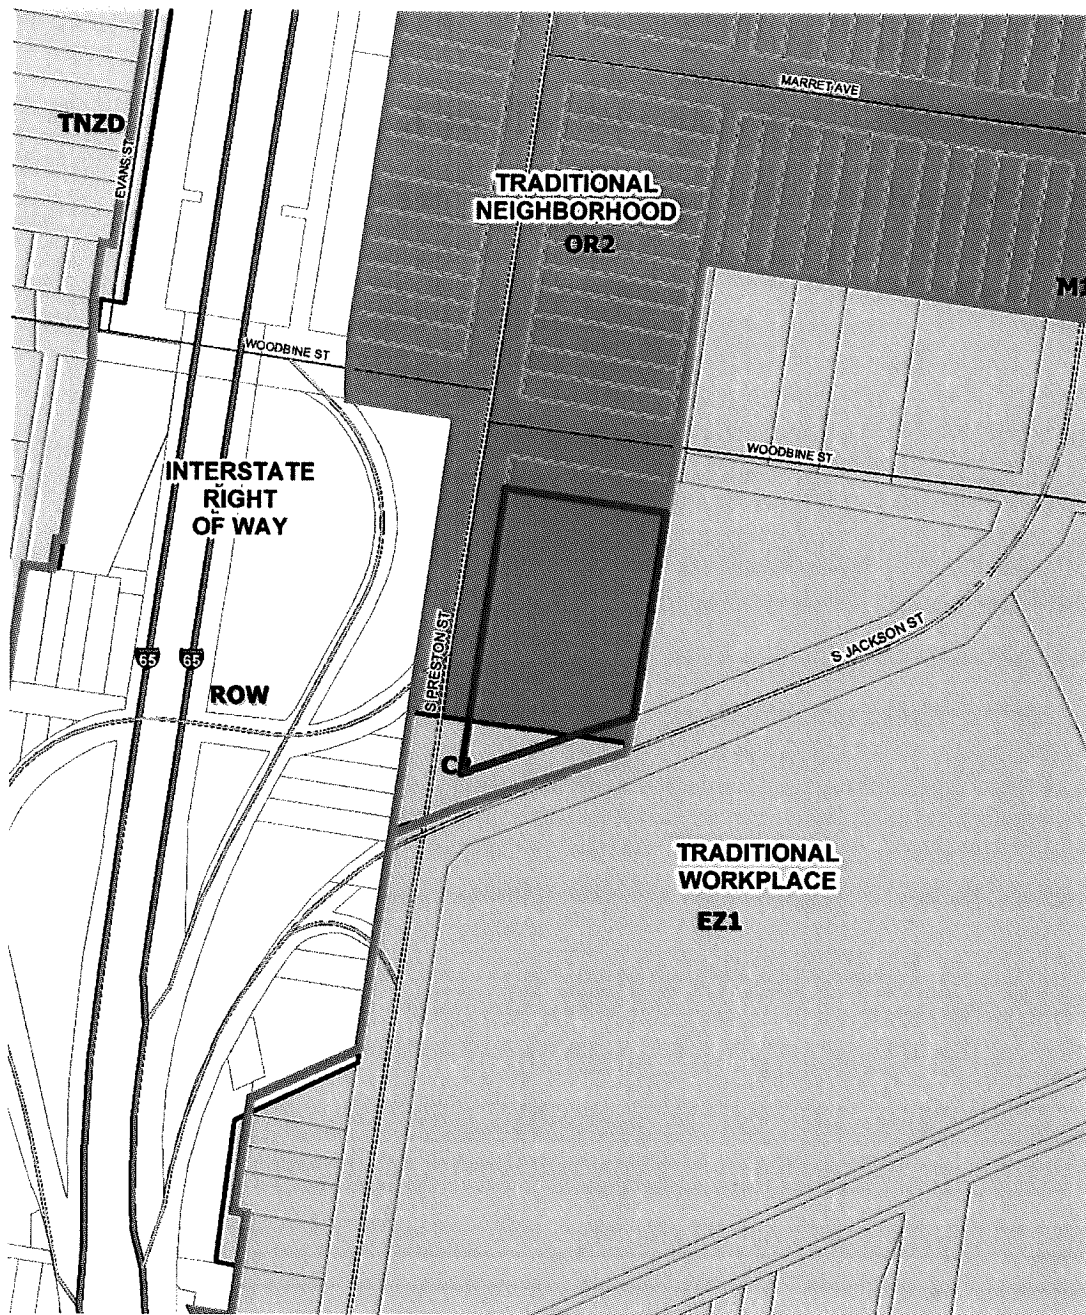 MARRET AVE
TNZD
EVANS ST
TRADITIONAL
NEIGHBORHOOD
OR2
WOODBINE ST
WOODBINE ST
INTERSTATE
RIGHT
OF WAY
S PRESTON ST
S JACKSON ST
65
65
ROW
TRADITIONAL
WORKPLACE
EZ1